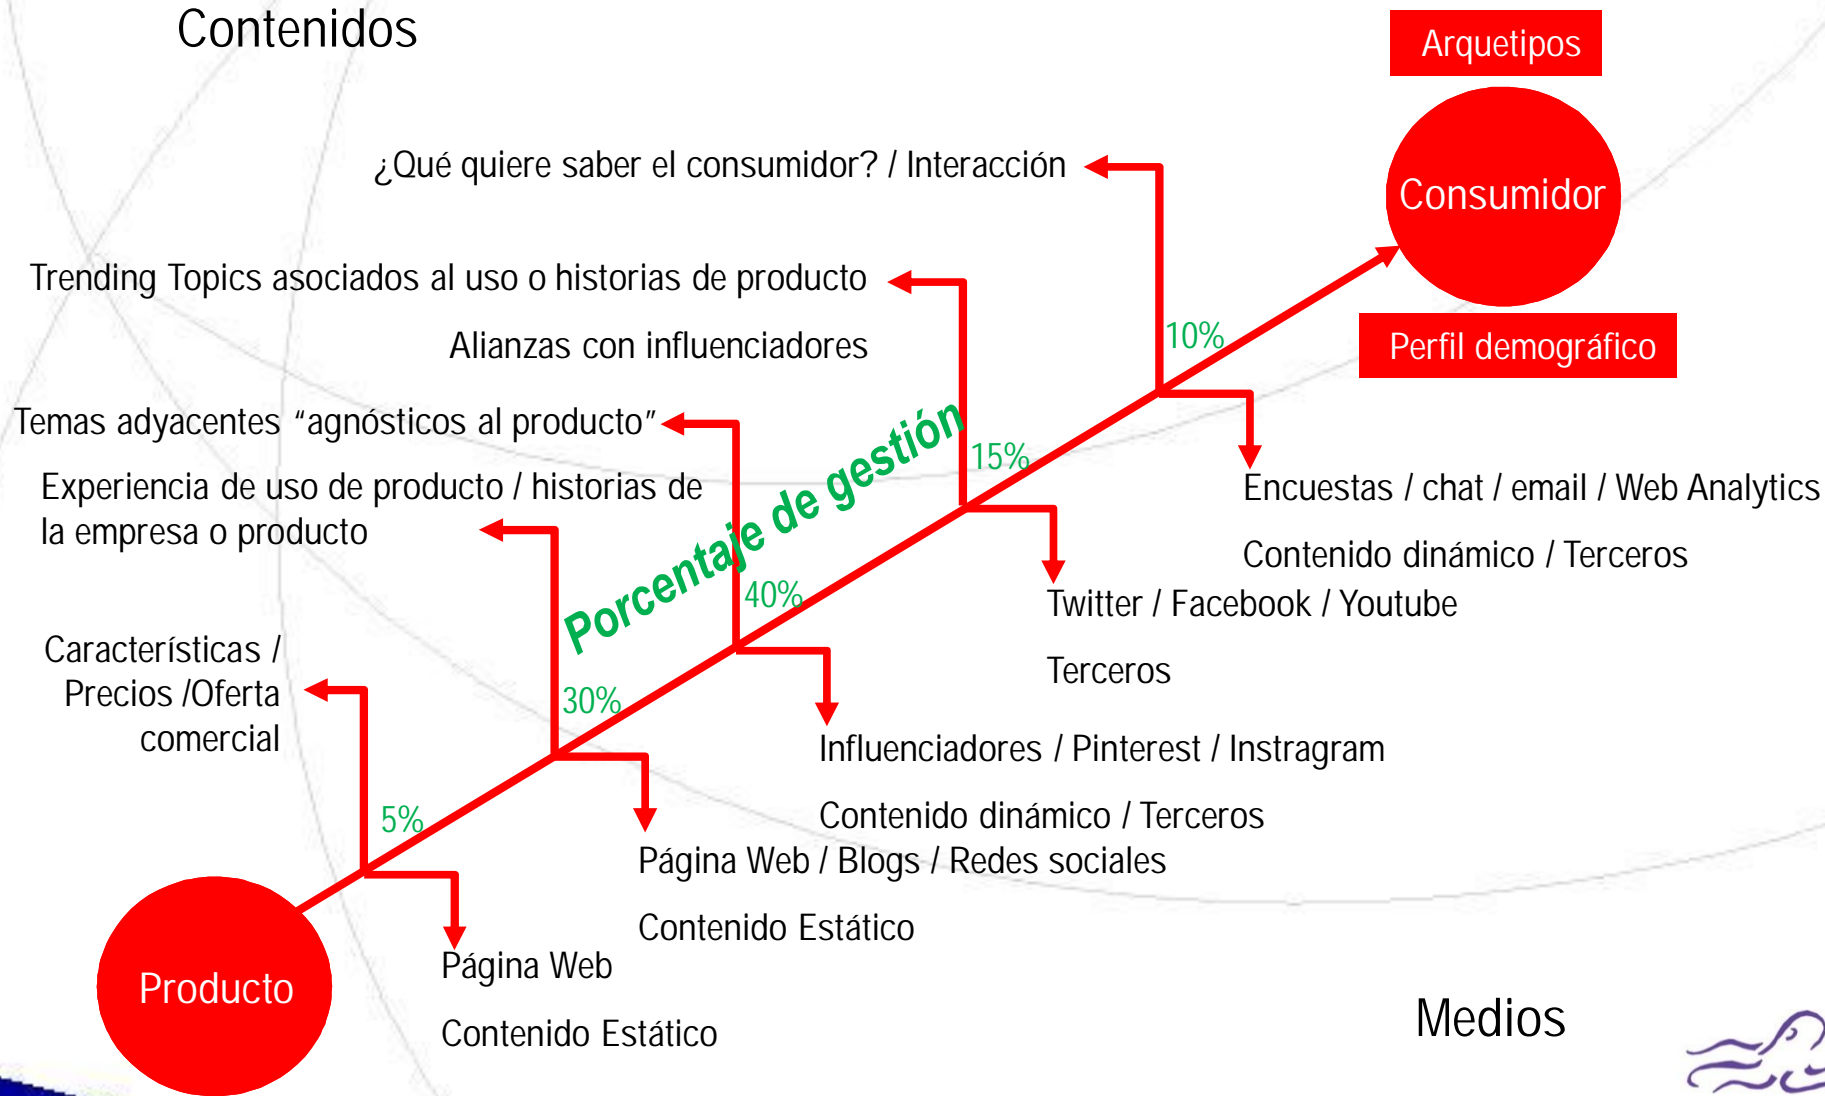 Contenidos
Arquetipos
¿Qué quiere saber el consumidor? / Interacción
Consumidor
Trending Topics asociados al uso o historias de producto
Alianzas con influenciadores
10%
Perfil demográfico
Temas adyacentes “agnósticos al producto”
Porcentaje de gestión
15%
Experiencia de uso de producto / historias de
la empresa o producto
Encuestas / chat / email / Web Analytics
Contenido dinámico / Terceros
40%
Twitter / Facebook / Youtube
Terceros
Características /
Precios /Oferta
comercial
30%
Influenciadores / Pinterest / Instragram
Contenido dinámico / Terceros
5%
Página Web / Blogs / Redes sociales
Contenido Estático
Producto
Página Web
Contenido Estático
Medios